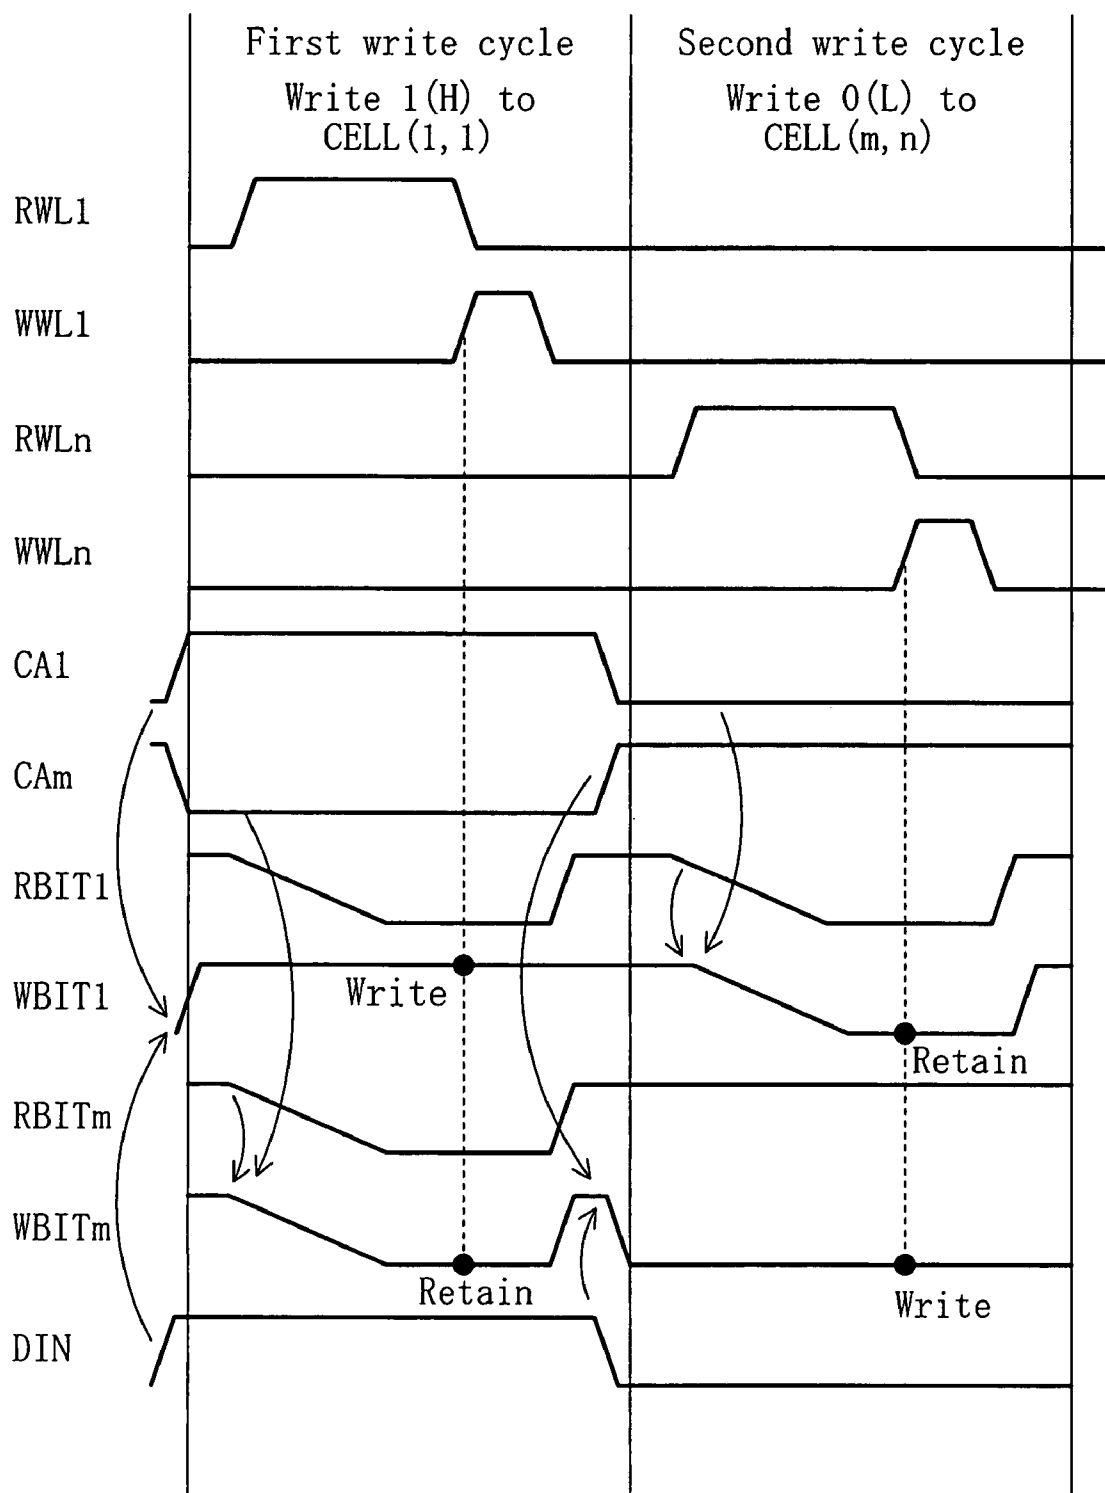 First write cycle
Write 1(H) to
CELL(1,1)
Second write cycle
Write 0(L) to
CELL(m,n)
RWL1
WWL1
RWLn
WWLn
CA1
CAm
RBIT1
WBIT1
Write
Retain
RBITm
WBITm
Retain
Write
DIN